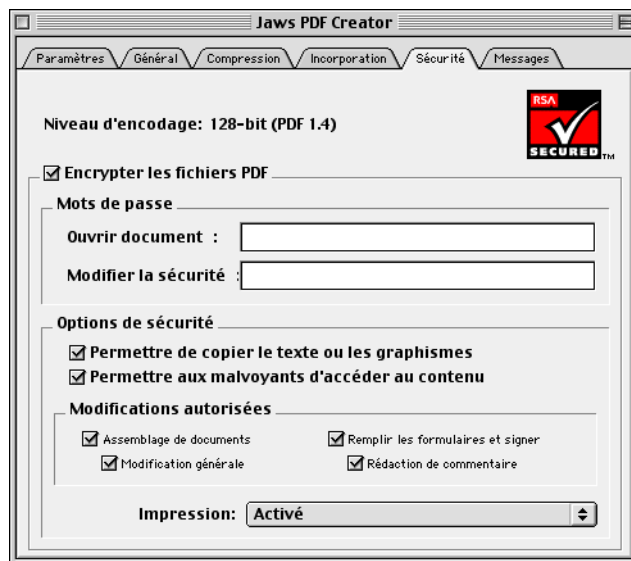 Jaws PDF Creator
Paramètres Général Compression Incorporation Sécurité Messages
RSA
SECURED™
Niveau d'encodage: 128-bit (PDF 1.4)
Encrypter les fichiers PDF
Mots de passe
Ouvrir document :
Modifier la sécurité :
Options de sécurité
Permettre de copier le texte ou les graphismes
Permettre aux malvoyants d'accéder au contenu
Modifications autorisées
Assemblage de documents Remplir les formulaires et signer
Modification générale Rédaction de commentaire
Impression: Activé